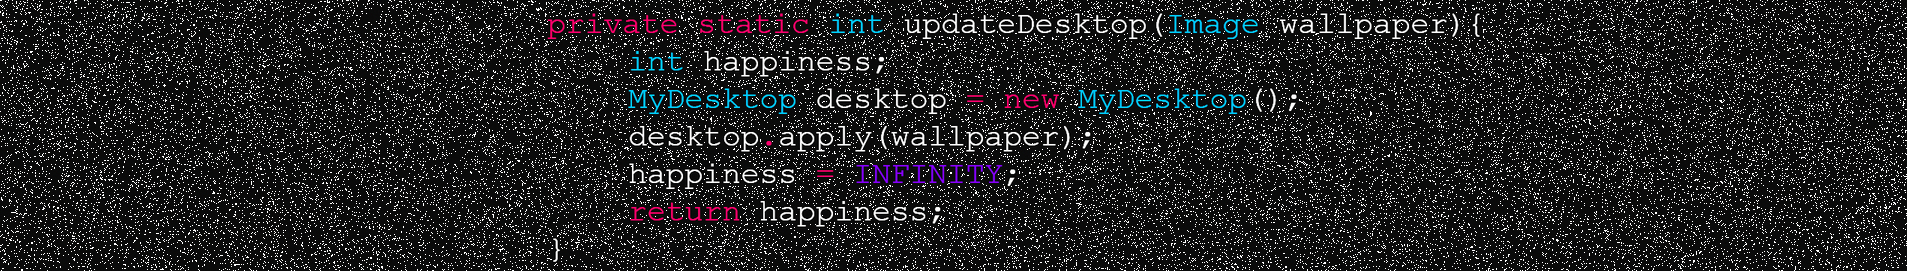 private static int updateDesktop(Image wallpaper){
int happiness;
MyDesktop desktop = new MyDesktop();
desktop.apply(wallpaper);
happiness = INFINITY;
return happiness;
}